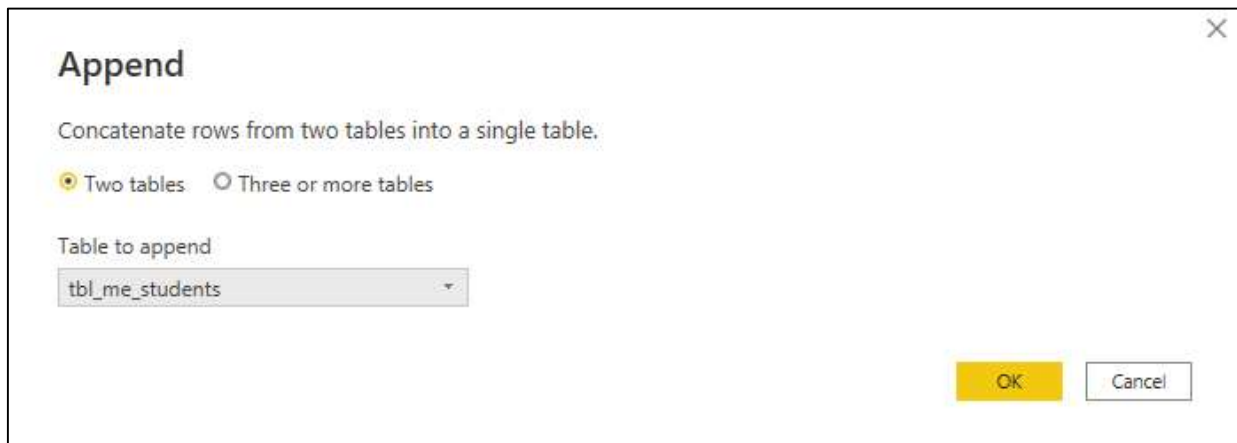 Append
Concatenate rows from two tables into a single table.
Two tables Three or more tables
Table to append
tbl_me_students
OK Cancel